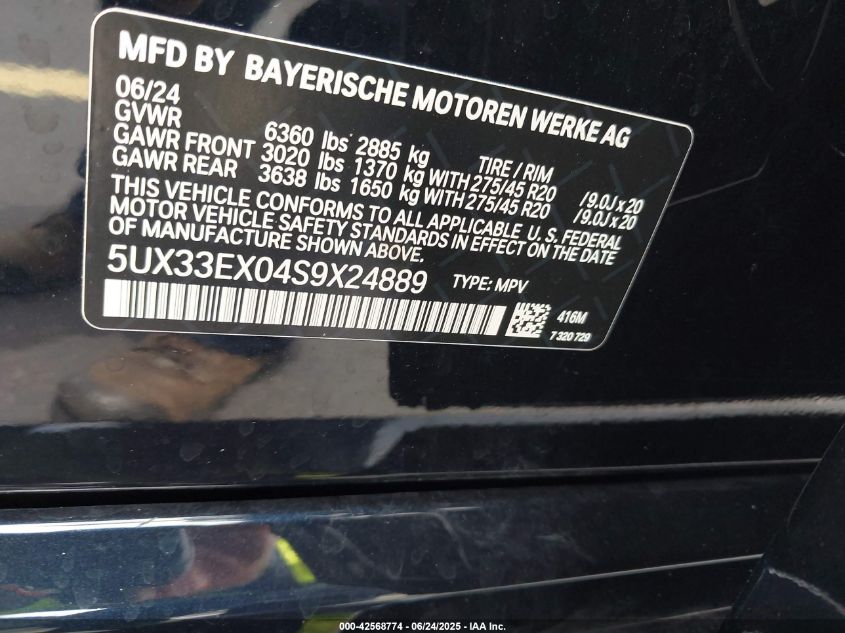 MFD BY BAYERISCHE MOTOREN WERKE AG
06/24
GVWR 6360 lbs 2885 kg TIRE / RIM
GAWR FRONT 3020 lbs 1370 kg WITH 275/45 R20 /9.0J x 20
GAWR REAR 3638 lbs 1650 kg WITH 275/45 R20 /9.0J x 20
THIS VEHICLE CONFORMS TO ALL APPLICABLE U. S. FEDERAL
MOTOR VEHICLE SAFETY STANDARDS IN EFFECT ON THE DATE
OF MANUFACTURE SHOWN ABOVE.
5UX33EX04S9X24889 TYPE: MPV
416M
7 320 729
000-42568774 - 06/24/2025 - IAA Inc.